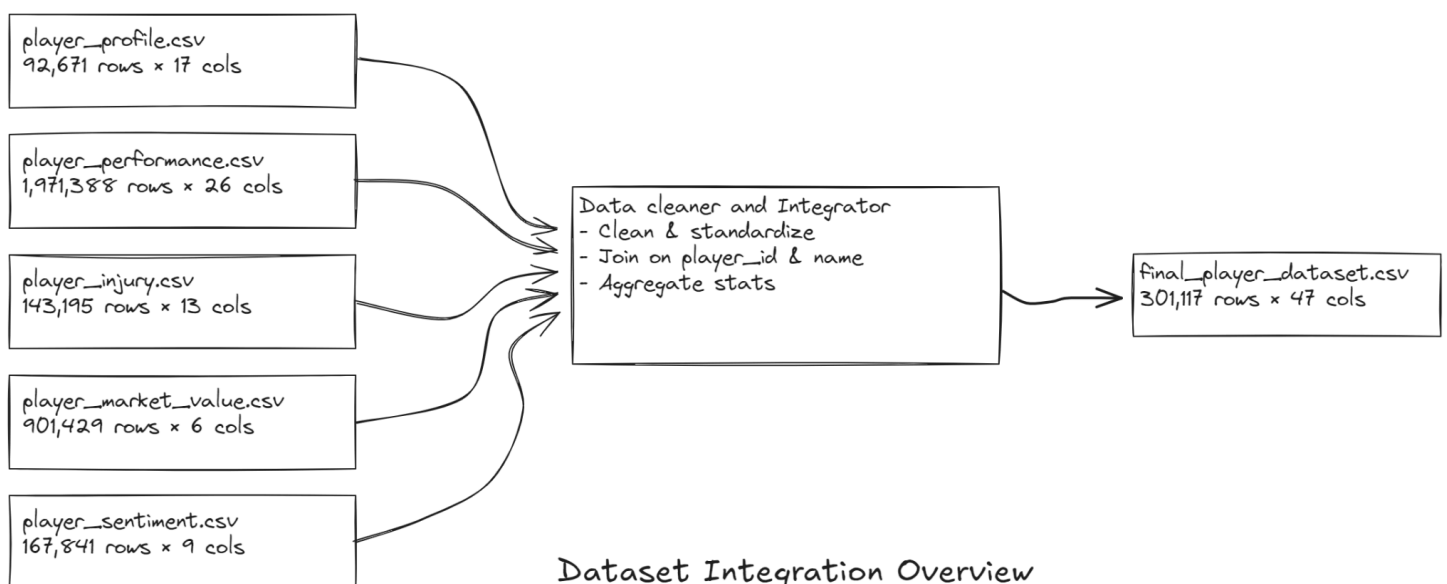 player_profile.csv
92,671 rows × 17 cols
player_performance.csv
1,971,388 rows × 26 cols
player_injury.csv
143,195 rows × 13 cols
player_market_value.csv
901,429 rows × 6 cols
player_sentiment.csv
167,841 rows × 9 cols
Data cleaner and Integrator
- Clean & standardize
- Join on player_id & name
- Aggregate stats
final_player_dataset.csv
301,117 rows × 47 cols
Dataset Integration Overview